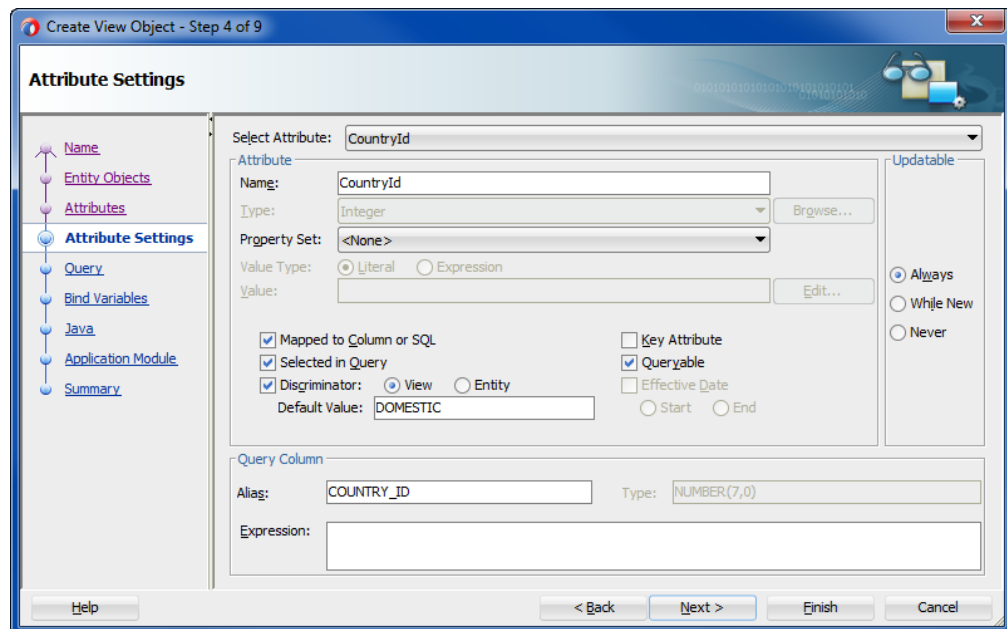 Create View Object - Step 4 of 9
Attribute Settings
Name
Entity Objects
Attributes
Attribute Settings
Query
Bind Variables
Java
Application Module
Summary
Select Attribute: CountryId
Attribute
Name: CountryId
Type: Integer Browse...
Property Set: <None>
Value Type: Literal Expression
Value: Edit...
Mapped to Column or SQL Key Attribute
Selected in Query Queryable
Discriminator: View Entity Effective Date
Default Value: DOMESTIC Start End
Updatable
Always
While New
Never
Query Column
Alias: COUNTRY_ID Type: NUMBER(7,0)
Expression:
Help < Back Next > Finish Cancel